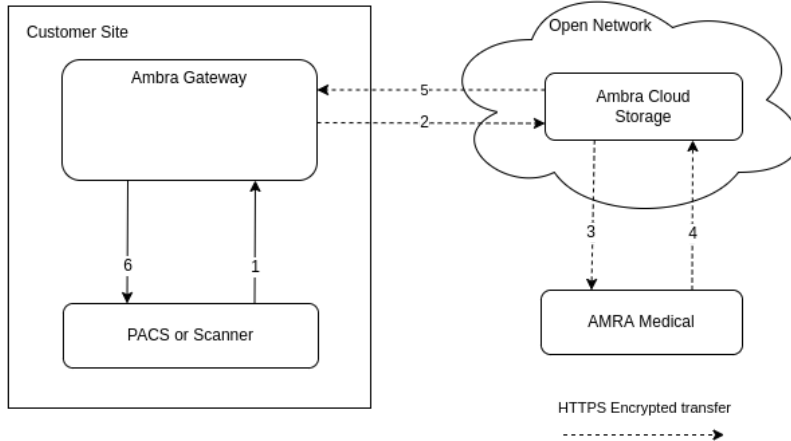 Customer Site
Open Network
Ambra Gateway
Ambra Cloud
Storage
5
2
3
4
6
1
PACS or Scanner
AMRA Medical
HTTPS Encrypted transfer